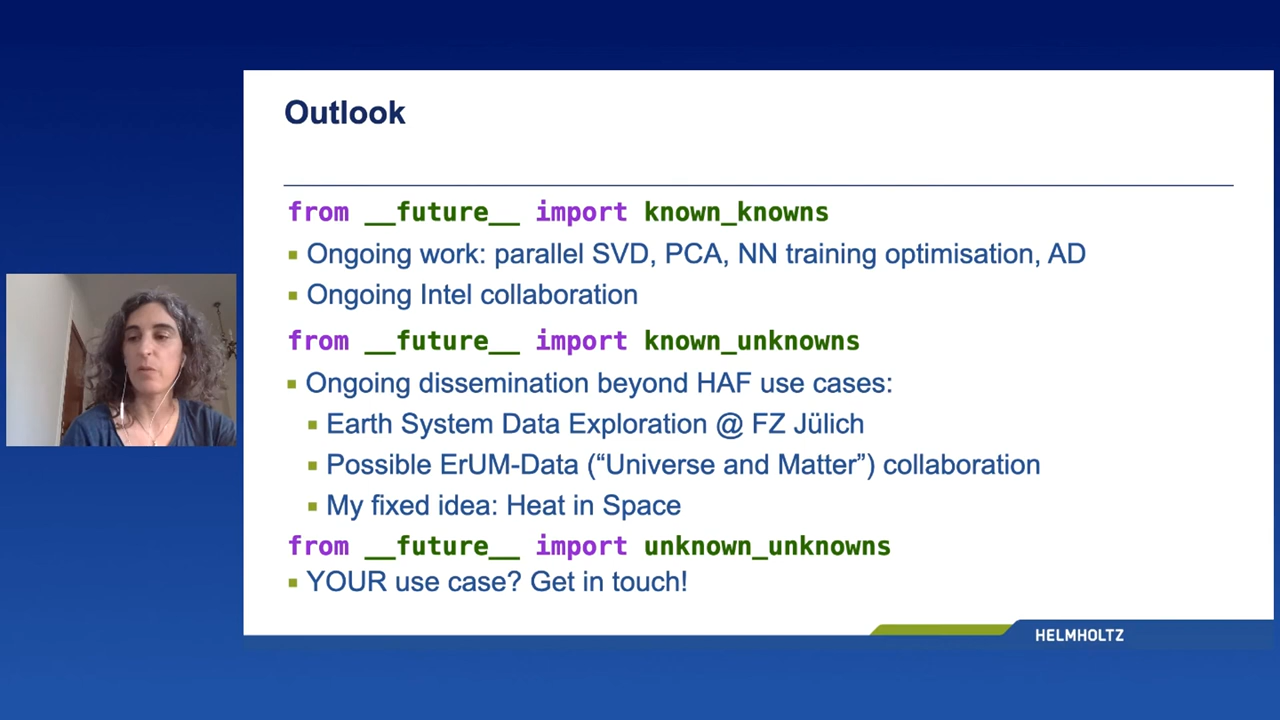 Outlook
from __future__ import known_knowns
Ongoing work: parallel SVD, PCA, NN training optimisation, AD
Ongoing Intel collaboration
from __future__ import known_unknowns
Ongoing dissemination beyond HAF use cases:
Earth System Data Exploration @ FZ Jülich
Possible ErUM-Data (“Universe and Matter”) collaboration
My fixed idea: Heat in Space
from __future__ import unknown_unknowns
YOUR use case? Get in touch!
HELMHOLTZ